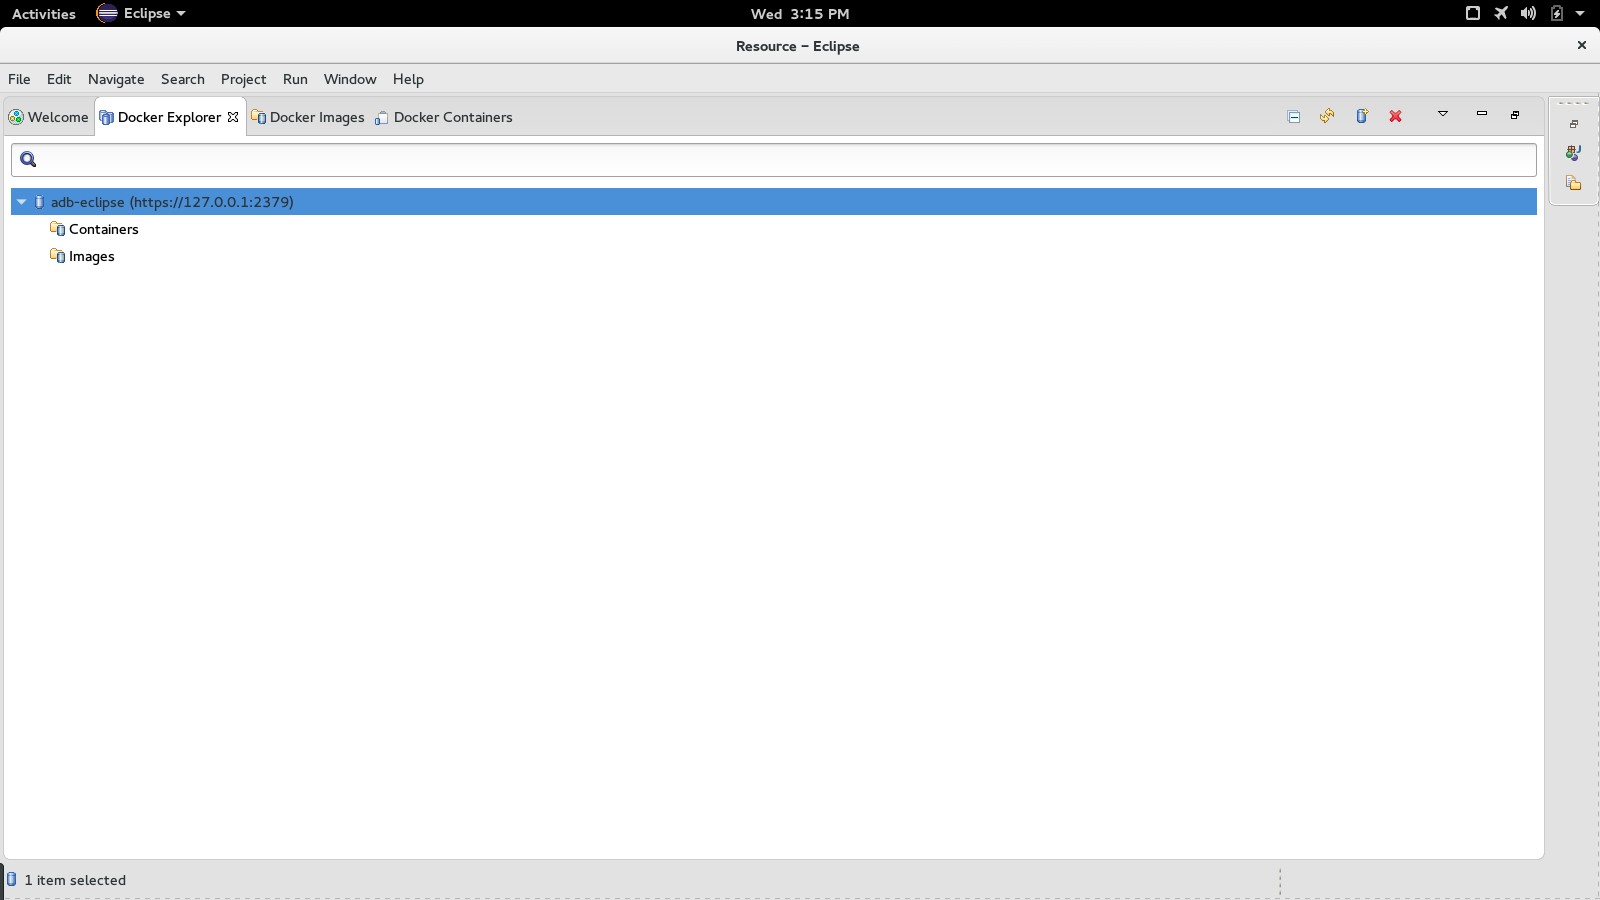 Activities Eclipse Wed 3:15 PM
Resource – Eclipse
File Edit Navigate Search Project Run Window Help
Welcome Docker Explorer Docker Images Docker Containers
adb-eclipse (https://127.0.0.1:2379)
Containers
Images
1 item selected